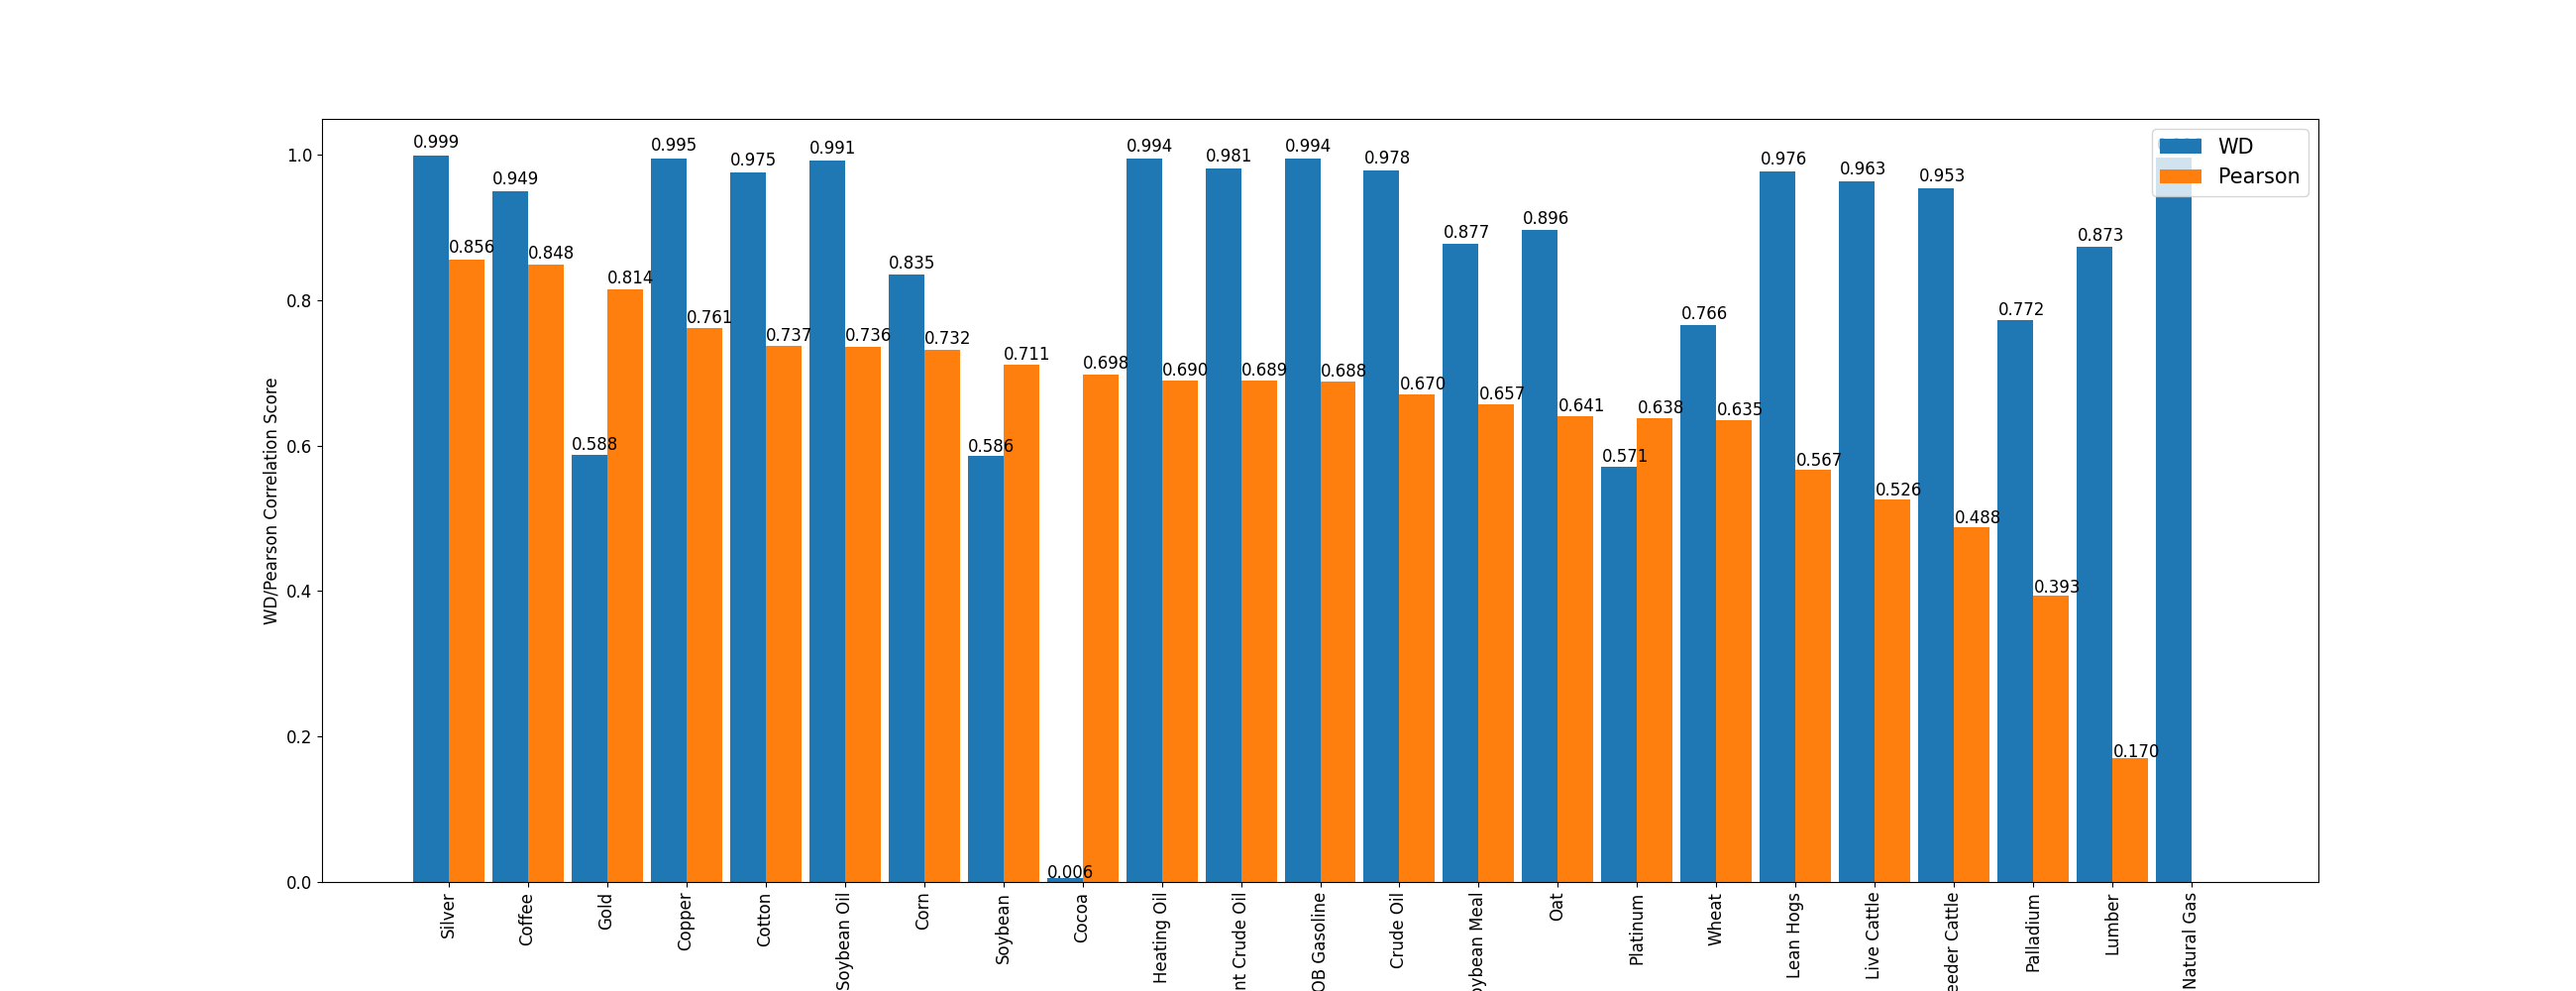 WD
Pearson
WD/Pearson Correlation Score
1.0
0.8
0.6
0.4
0.2
0.0
0.999
0.856
0.949
0.848
0.588
0.814
0.995
0.761
0.975
0.737
0.991
0.736
0.835
0.732
0.586
0.711
0.006
0.698
0.994
0.690
0.981
0.689
0.994
0.688
0.978
0.670
0.877
0.657
0.896
0.641
0.571
0.638
0.766
0.635
0.976
0.567
0.963
0.526
0.953
0.488
0.772
0.393
0.873
0.170
Silver
Coffee
Gold
Copper
Cotton
Soybean Oil
Corn
Soybean
Cocoa
Heating Oil
nt Crude Oil
OB Gasoline
Crude Oil
ybean Meal
Oat
Platinum
Wheat
Lean Hogs
Live Cattle
eeder Cattle
Palladium
Lumber
Natural Gas